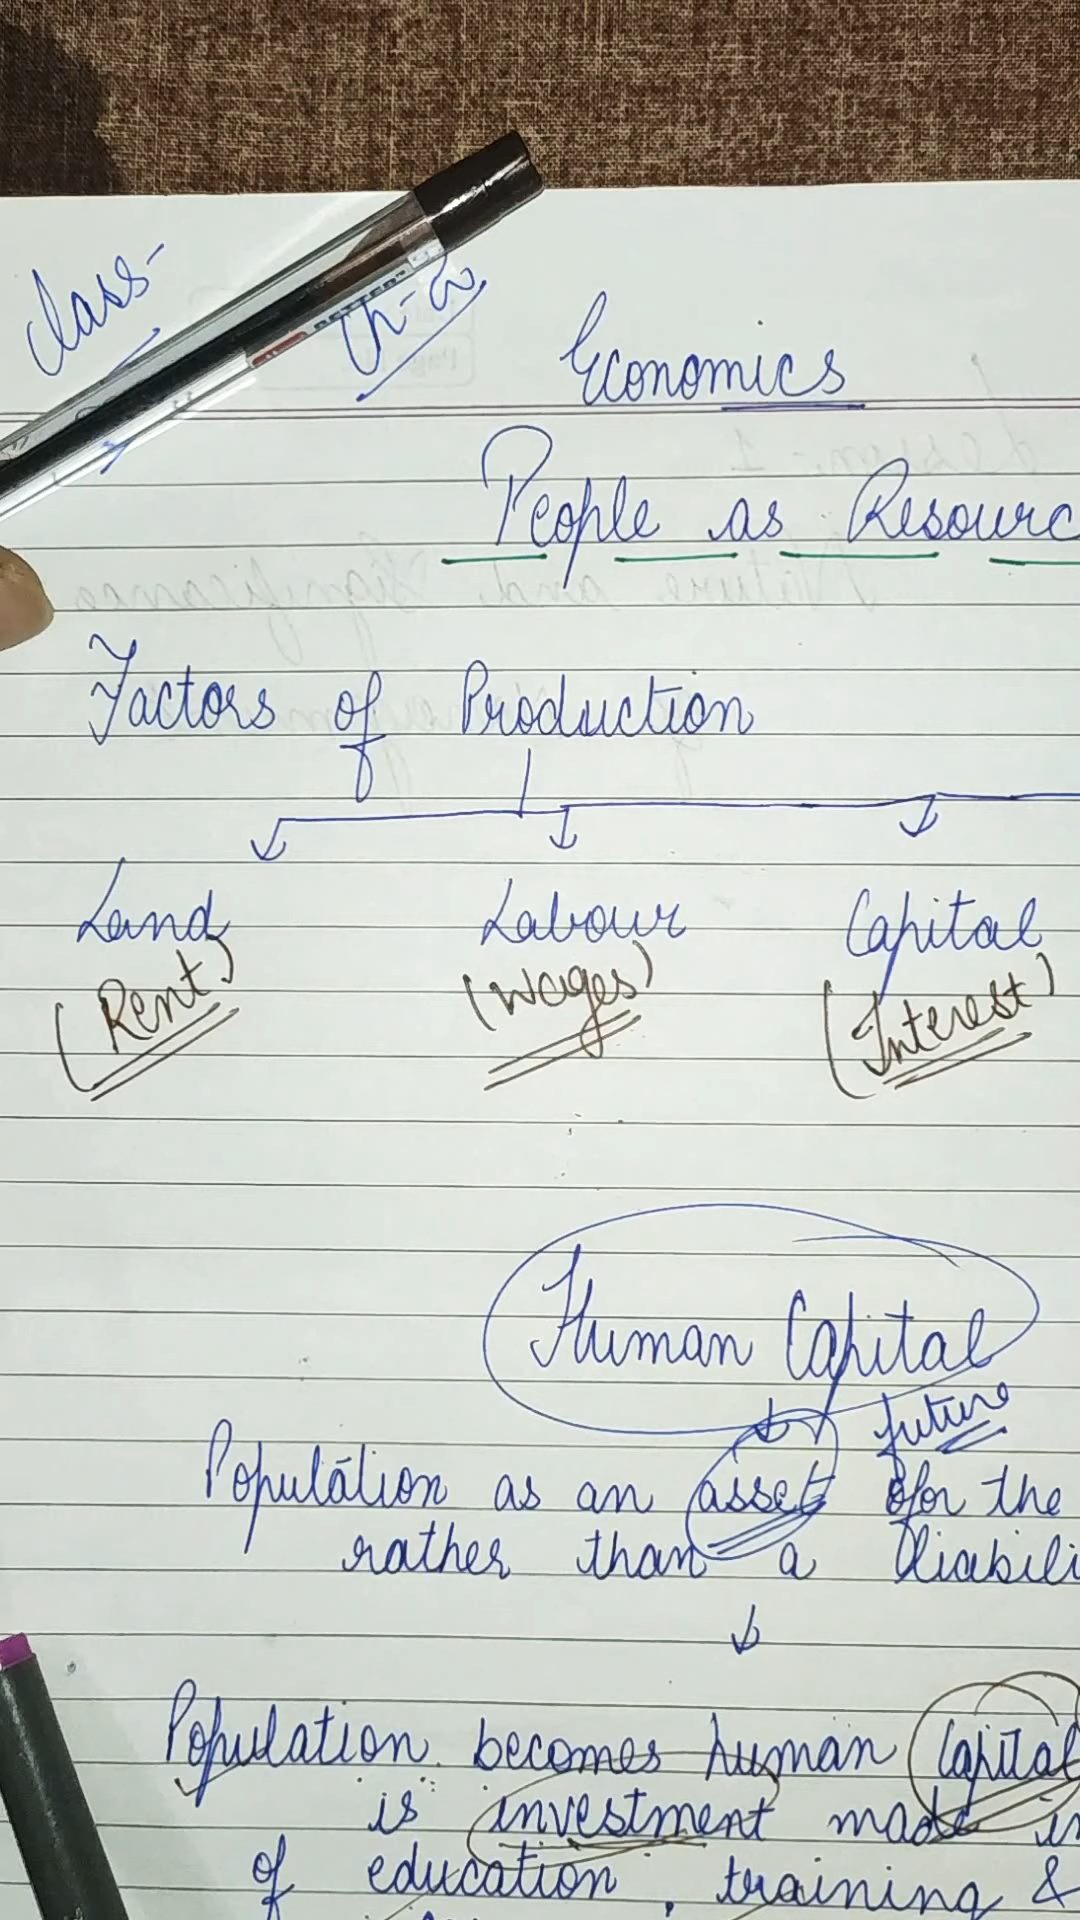 Class-
Ch-2
Economics
People as Resourc
Factors of Production
Land Labour Capital
(Rent) (Wages) (Interest)
Human Capital
future
Population as an asset for the
rather than a liabili
Population becomes human Capital
is investment made in
of education, training &